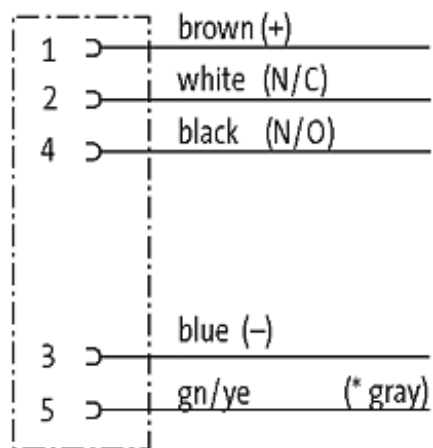 1 brown (+)
2 white (N/C)
4 black (N/O)
3 blue (–)
5 gn/ye (* gray)